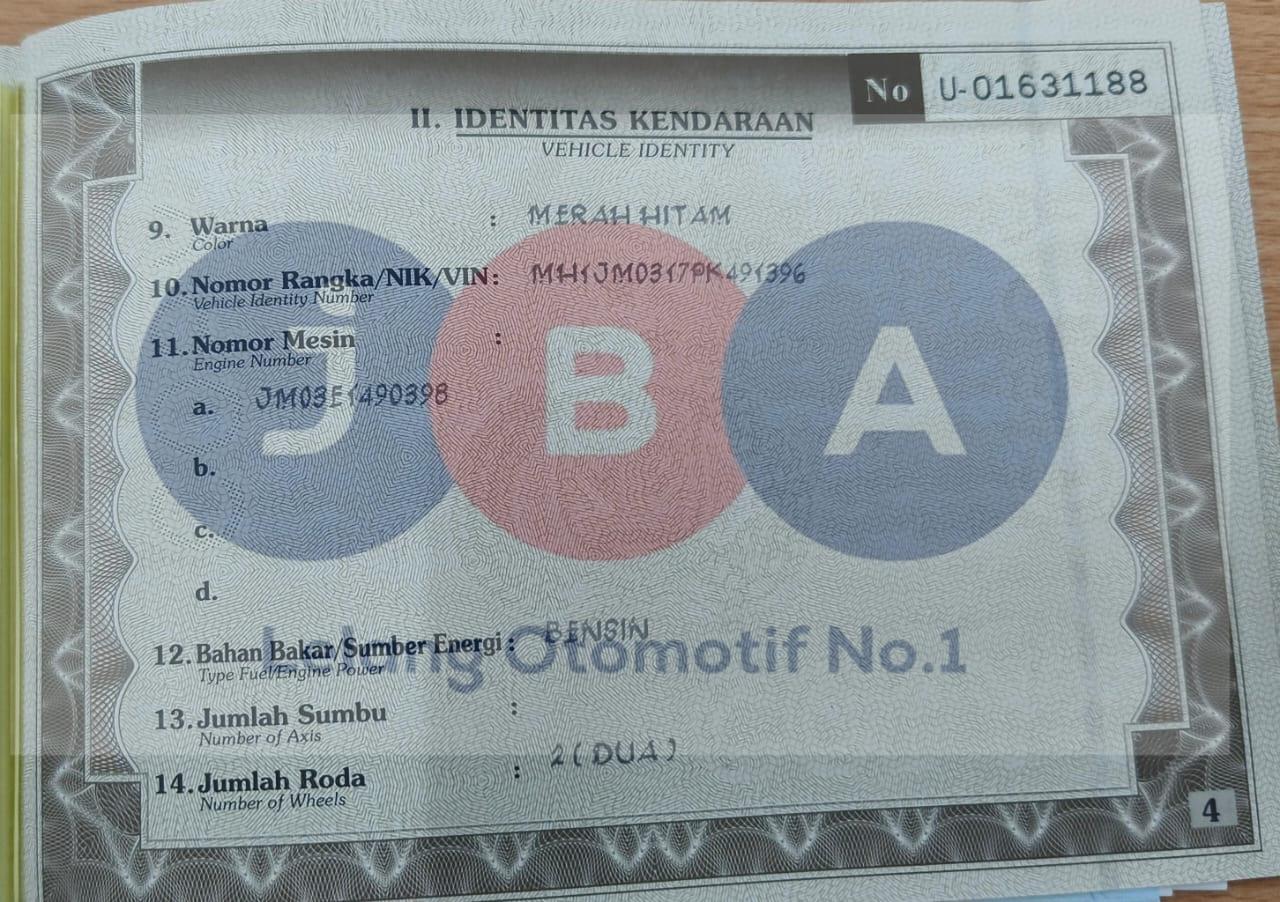 No U-01631188
II. IDENTITAS KENDARAAN
VEHICLE IDENTITY
9. Warna : MERAH HITAM
Color
10. Nomor Rangka/NIK/VIN : MH1JM0317PK491396
Vehicle Identity Number
11. Nomor Mesin :
Engine Number
a. JM03E1490398
b.
c.
d.
JBA
12. Bahan Bakar/Sumber Energi : BENSIN
Type Fuel/Engine Power
Otomotif No.1
13. Jumlah Sumbu :
Number of Axis
14. Jumlah Roda : 2 (DUA)
Number of Wheels
4